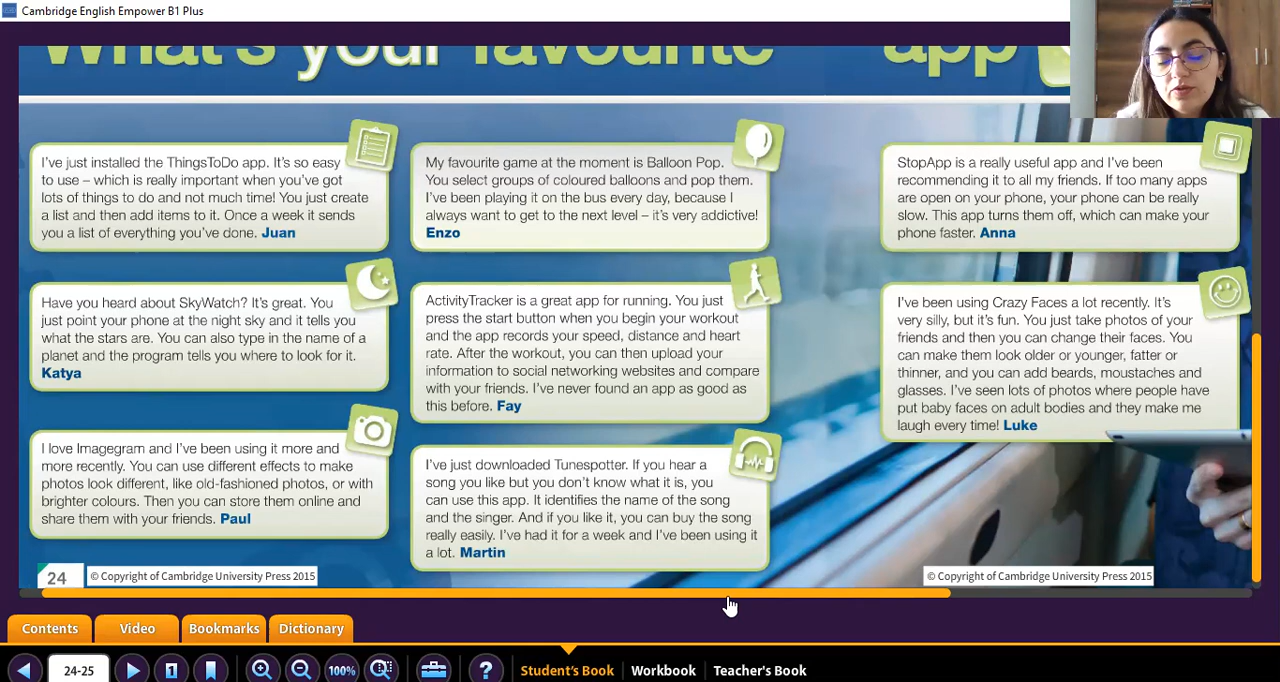 Cambridge English Empower B1 Plus
What's your favourite app
I've just installed the ThingsToDo app. It's so easy
to use – which is really important when you've got
lots of things to do and not much time! You just create
a list and then add items to it. Once a week it sends
you a list of everything you've done. Juan
Have you heard about SkyWatch? It's great. You
just point your phone at the night sky and it tells you
what the stars are. You can also type in the name of a
planet and the program tells you where to look for it.
Katya
I love Imagegram and I've been using it more and
more recently. You can use different effects to make
photos look different, like old-fashioned photos, or with
brighter colours. Then you can store them online and
share them with your friends. Paul
My favourite game at the moment is Balloon Pop.
You select groups of coloured balloons and pop them.
I've been playing it on the bus every day, because I
always want to get to the next level – it's very addictive!
Enzo
ActivityTracker is a great app for running. You just
press the start button when you begin your workout
and the app records your speed, distance and heart
rate. After the workout, you can then upload your
information to social networking websites and compare
with your friends. I've never found an app as good as
this before. Fay
I've just downloaded Tunespotter. If you hear a
song you like but you don't know what it is, you
can use this app. It identifies the name of the song
and the singer. And if you like it, you can buy the song
really easily. I've had it for a week and I've been using it
a lot. Martin
StopApp is a really useful app and I've been
recommending it to all my friends. If too many apps
are open on your phone, your phone can be really
slow. This app turns them off, which can make your
phone faster. Anna
I've been using Crazy Faces a lot recently. It's
very silly, but it's fun. You just take photos of your
friends and then you can change their faces. You
can make them look older or younger, fatter or
thinner, and you can add beards, moustaches and
glasses. I've seen lots of photos where people have
put baby faces on adult bodies and they make me
laugh every time! Luke
24
© Copyright of Cambridge University Press 2015
© Copyright of Cambridge University Press 2015
Contents
Video
Bookmarks
Dictionary
24-25
1
100%
?
Student's Book
Workbook
Teacher's Book